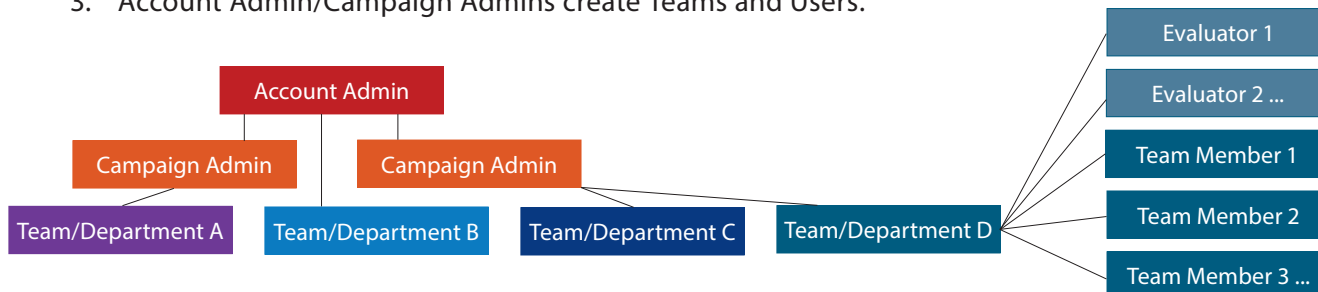 3. Account Admin/Campaign Admins create Teams and Users.
Evaluator 1
Account Admin
Evaluator 2 ...
Campaign Admin
Campaign Admin
Team Member 1
Team/Department A
Team/Department B
Team/Department C
Team/Department D
Team Member 2
Team Member 3 ...